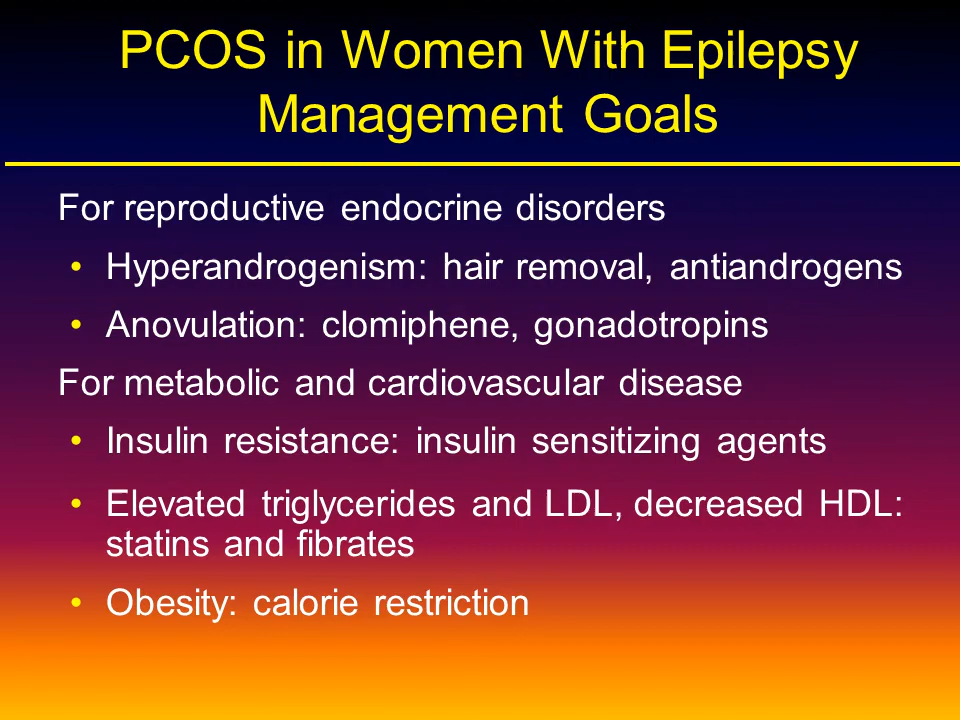 PCOS in Women With Epilepsy
Management Goals
For reproductive endocrine disorders
• Hyperandrogenism: hair removal, antiandrogens
• Anovulation: clomiphene, gonadotropins
For metabolic and cardiovascular disease
• Insulin resistance: insulin sensitizing agents
• Elevated triglycerides and LDL, decreased HDL:
statins and fibrates
• Obesity: calorie restriction